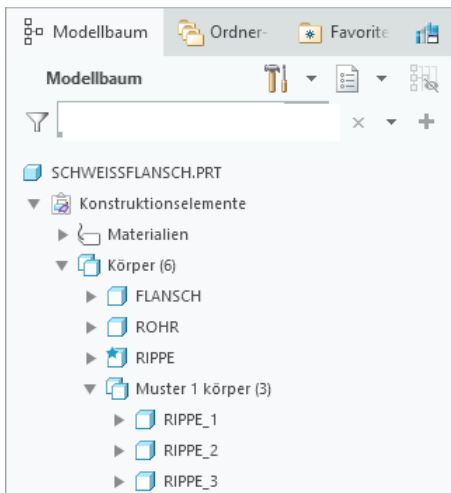 Modellbaum Ordner- Favorite
Modellbaum
SCHWEISSFLANSCH.PRT
Konstruktionselemente
Materialien
Körper (6)
FLANSCH
ROHR
RIPPE
Muster 1 körper (3)
RIPPE_1
RIPPE_2
RIPPE_3